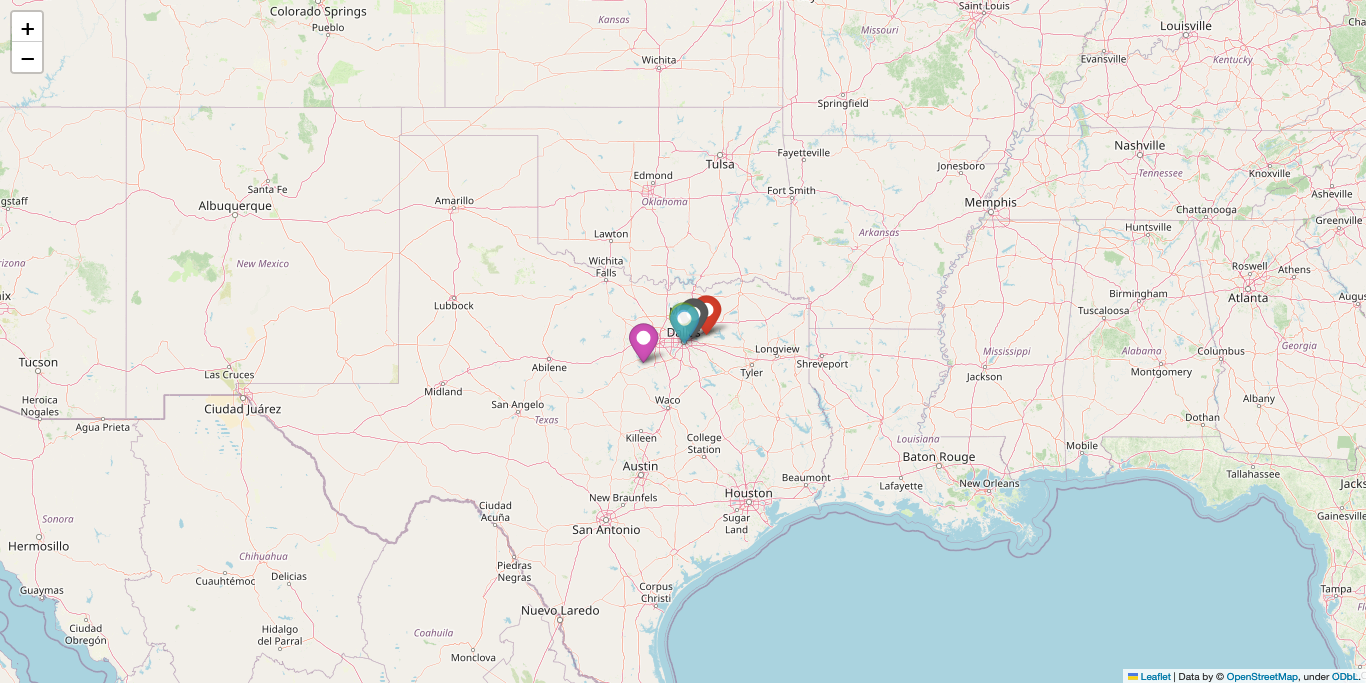 Colorado Springs
Pueblo
Kansas
Wichita
Missouri
Saint Louis
Louisville
Evansville
Kentucky
Springfield
+
−
Tulsa
Fayetteville
Nashville
Jonesboro
Tennessee
Knoxville
Santa Fe
Edmond
Fort Smith
Asheville
gstaff
Albuquerque
Amarillo
Oklahoma
Memphis
Chattanooga
Greenville
Huntsville
Lawton
Arkansas
izona
New Mexico
Wichita
Falls
Roswell
Athens
nix
Lubbock
Birmingham
Atlanta
Augu
Tuscaloosa
Da
Longview
Mississippi
Alabama
Columbus
Georgia
Tucson
Las Cruces
Abilene
Tyler
Shreveport
Jackson
Montgomery
Heroica
Nogales
Ciudad Juárez
Midland
San Angelo
Waco
Albany
Agua Prieta
Texas
Dothan
Killeen
College
Station
Louisiana
Mobile
Austin
Baton Rouge
Tallahassee
Beaumont
Lafayette
New Orleans
Jacks
Ciudad
Acuña
New Braunfels
Houston
Sonora
San Antonio
Sugar
Land
Gainesville
Hermosillo
Chihuahua
Cuauhtémoc
Delicias
Piedras
Negras
Guaymas
Corpus
Christi
Tampa
Nuevo Laredo
Ciudad
Obregón
Hidalgo
del Parral
Coahuila
Monclova
Leaflet | Data by © OpenStreetMap, under ODbL.